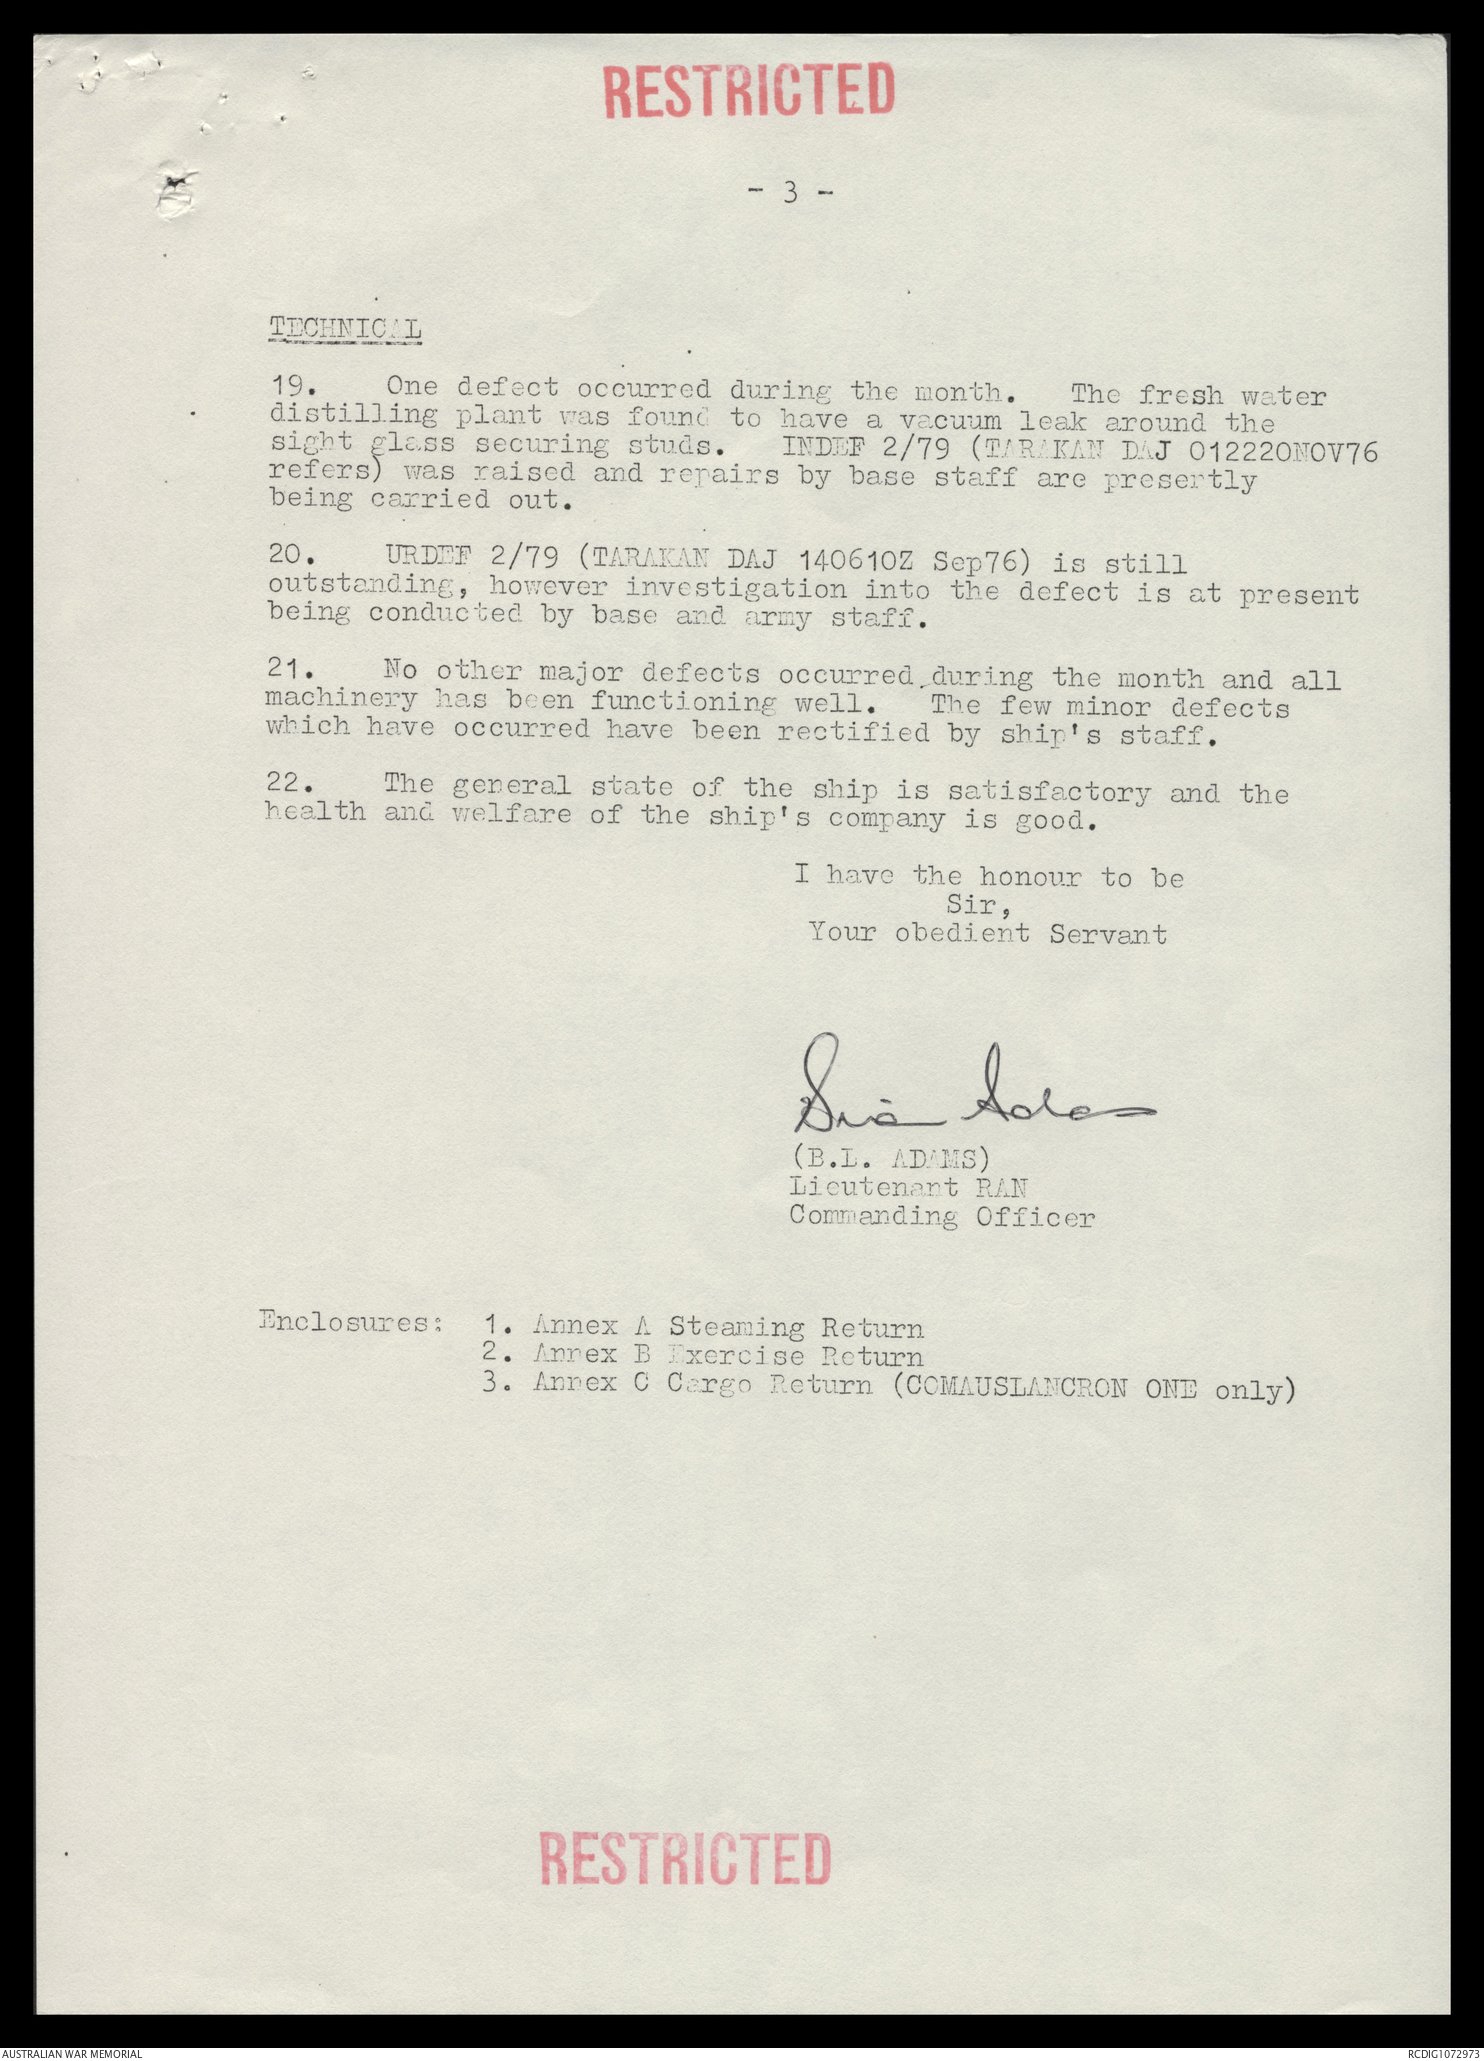 RESTRICTED
- 3 -
TECHNICAL
19. One defect occurred during the month. The fresh water
distilling plant was found to have a vacuum leak around the
sight glass securing studs. INDEF 2/79 (TARAKAN DAJ 012220NOV76
refers) was raised and repairs by base staff are presertly
being carried out.
20. URDEF 2/79 (TARAKAN DAJ 140610Z Sep76) is still
outstanding, however investigation into the defect is at present
being conducted by base and army staff.
21. No other major defects occurred during the month and all
machinery has been functioning well. The few minor defects
which have occurred have been rectified by ship's staff.
22. The general state of the ship is satisfactory and the
health and welfare of the ship's company is good.
I have the honour to be
Sir,
Your obedient Servant
Brian Adams
(B.L. ADAMS)
Lieutenant RAN
Commanding Officer
Enclosures: 1. Annex A Steaming Return
2. Annex B Exercise Return
3. Annex C Cargo Return (COMAUSLANCRON ONE only)
RESTRICTED
AUSTRALIAN WAR MEMORIAL
RCDIG1072973